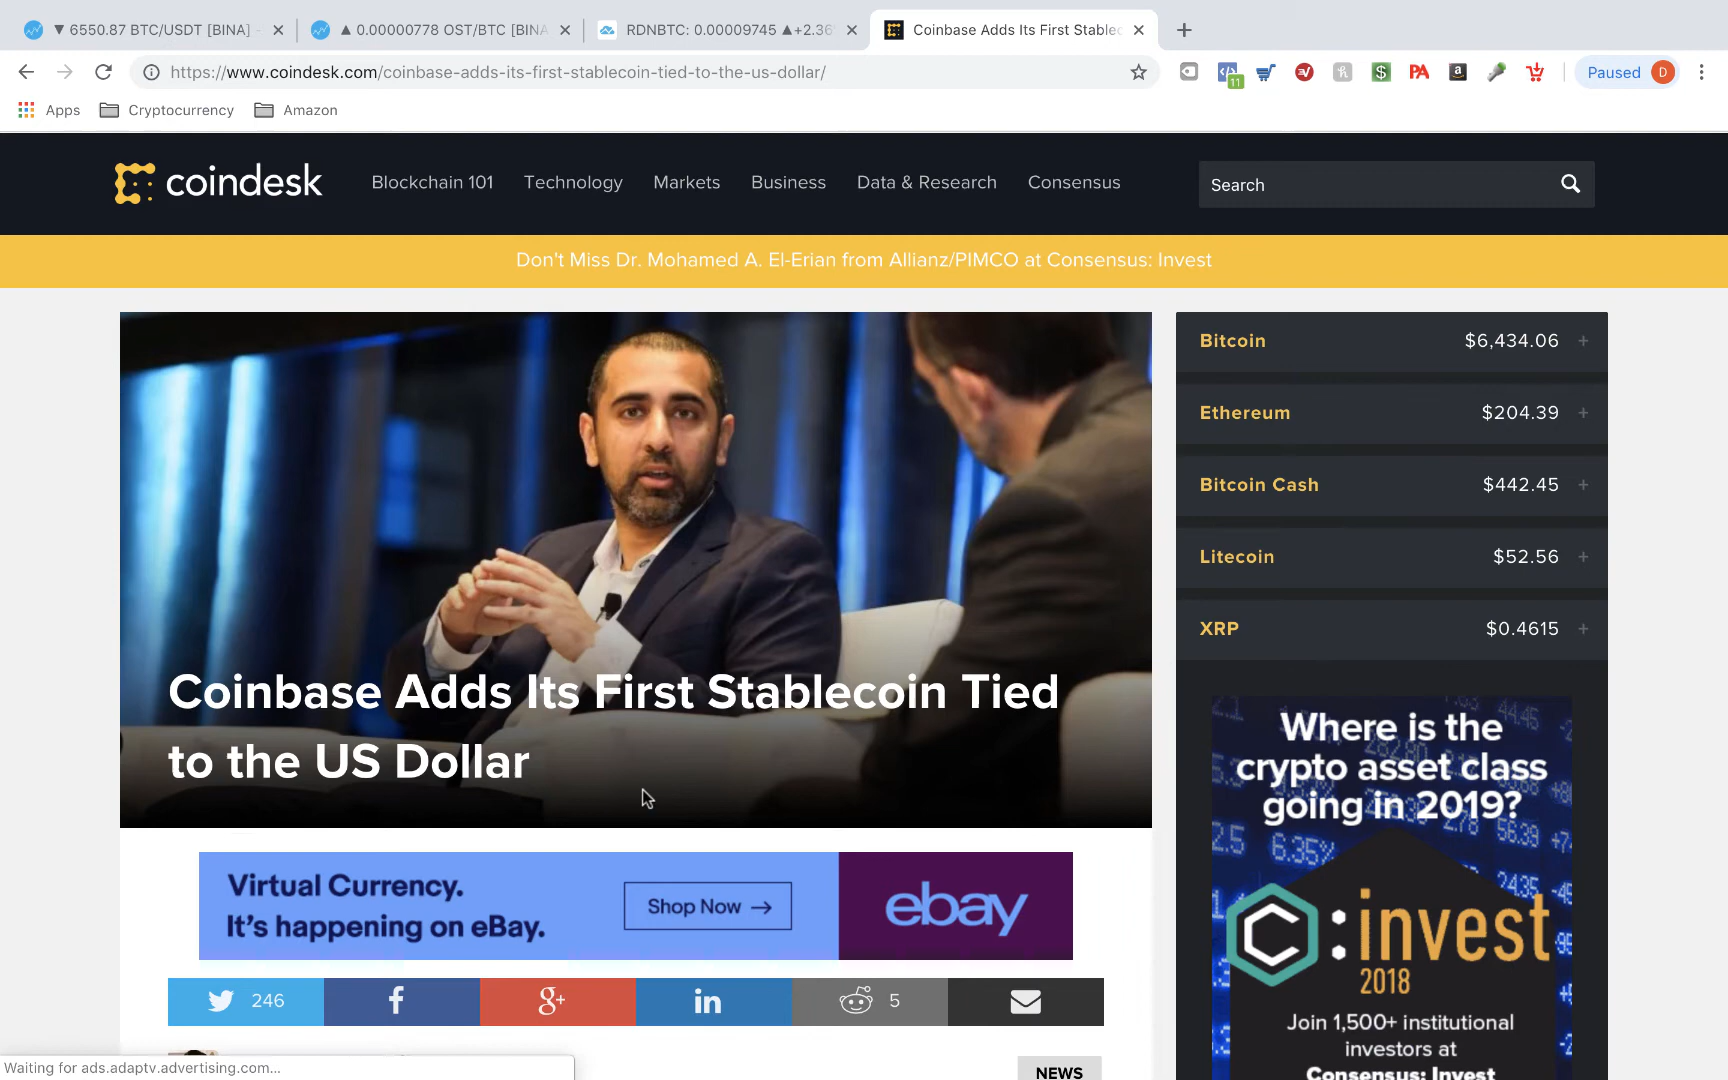 ▼ 6550.87 BTC/USDT [BINA] -
▲ 0.00000778 OST/BTC [BINA
RDNBTC: 0.00009745 ▲+2.36
Coinbase Adds Its First Stablec
https://www.coindesk.com/coinbase-adds-its-first-stablecoin-tied-to-the-us-dollar/
11
$
PA
a
Paused
D
Apps
Cryptocurrency
Amazon
coindesk
Blockchain 101
Technology
Markets
Business
Data & Research
Consensus
Search
Don't Miss Dr. Mohamed A. El-Erian from Allianz/PIMCO at Consensus: Invest
Coinbase Adds Its First Stablecoin Tied
to the US Dollar
Bitcoin $6,434.06 +
Ethereum $204.39 +
Bitcoin Cash $442.45 +
Litecoin $52.56 +
XRP $0.4615 +
Where is the
crypto asset class
going in 2019?
C:invest
2018
Join 1,500+ institutional
investors at
Consensus: Invest
Virtual Currency.
It's happening on eBay.
Shop Now →
ebay
246
f
g+
in
5
NEWS
Waiting for ads.adaptv.advertising.com...